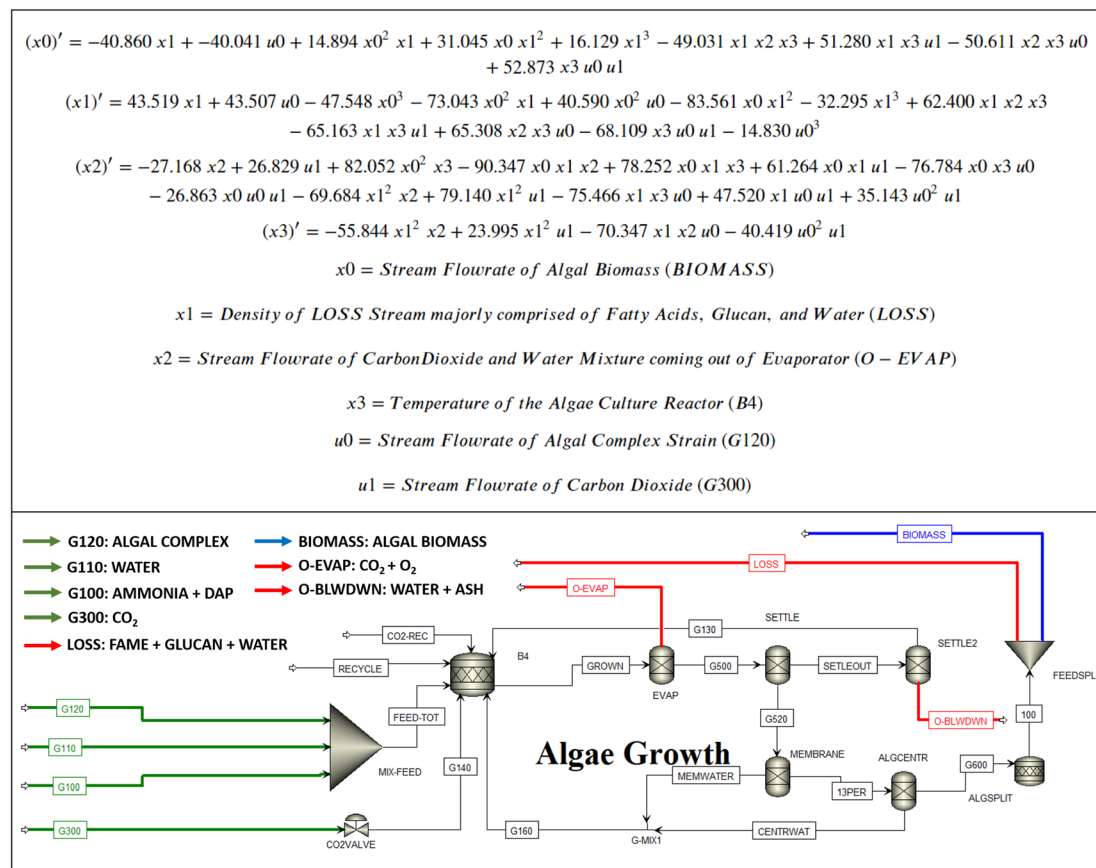 (x0)′ = −40.860 x1 + −40.041 u0 + 14.894 x0² x1 + 31.045 x0 x1² + 16.129 x1³ − 49.031 x1 x2 x3 + 51.280 x1 x3 u1 − 50.611 x2 x3 u0
+ 52.873 x3 u0 u1
(x1)′ = 43.519 x1 + 43.507 u0 − 47.548 x0³ − 73.043 x0² x1 + 40.590 x0² u0 − 83.561 x0 x1² − 32.295 x1³ + 62.400 x1 x2 x3
− 65.163 x1 x3 u1 + 65.308 x2 x3 u0 − 68.109 x3 u0 u1 − 14.830 u0³
(x2)′ = −27.168 x2 + 26.829 u1 + 82.052 x0² x3 − 90.347 x0 x1 x2 + 78.252 x0 x1 x3 + 61.264 x0 x1 u1 − 76.784 x0 x3 u0
− 26.863 x0 u0 u1 − 69.684 x1² x2 + 79.140 x1² u1 − 75.466 x1 x3 u0 + 47.520 x1 u0 u1 + 35.143 u0² u1
(x3)′ = −55.844 x1² x2 + 23.995 x1² u1 − 70.347 x1 x2 u0 − 40.419 u0² u1
x0 = Stream Flowrate of Algal Biomass (BIOMASS)
x1 = Density of LOSS Stream majorly comprised of Fatty Acids, Glucan, and Water (LOSS)
x2 = Stream Flowrate of CarbonDioxide and Water Mixture coming out of Evaporator (O − EVAP)
x3 = Temperature of the Algae Culture Reactor (B4)
u0 = Stream Flowrate of Algal Complex Strain (G120)
u1 = Stream Flowrate of Carbon Dioxide (G300)
G120: ALGAL COMPLEX
G110: WATER
G100: AMMONIA + DAP
G300: CO₂
LOSS: FAME + GLUCAN + WATER
BIOMASS: ALGAL BIOMASS
O-EVAP: CO₂ + O₂
O-BLWDWN: WATER + ASH
BIOMASS
LOSS
O-EVAP
CO2-REC
RECYCLE
B4
G130
SETTLE
SETTLE2
GROWN
EVAP
G500
SETLEOUT
FEEDSPL
G120
G110
G100
G300
FEED-TOT
MIX-FEED
G140
G520
O-BLWDWN
100
Algae Growth
MEMBRANE
MEMWATER
13PER
ALGCENTR
G600
ALGSPLIT
G160
G-MIX1
CENTRWAT
CO2VALVE